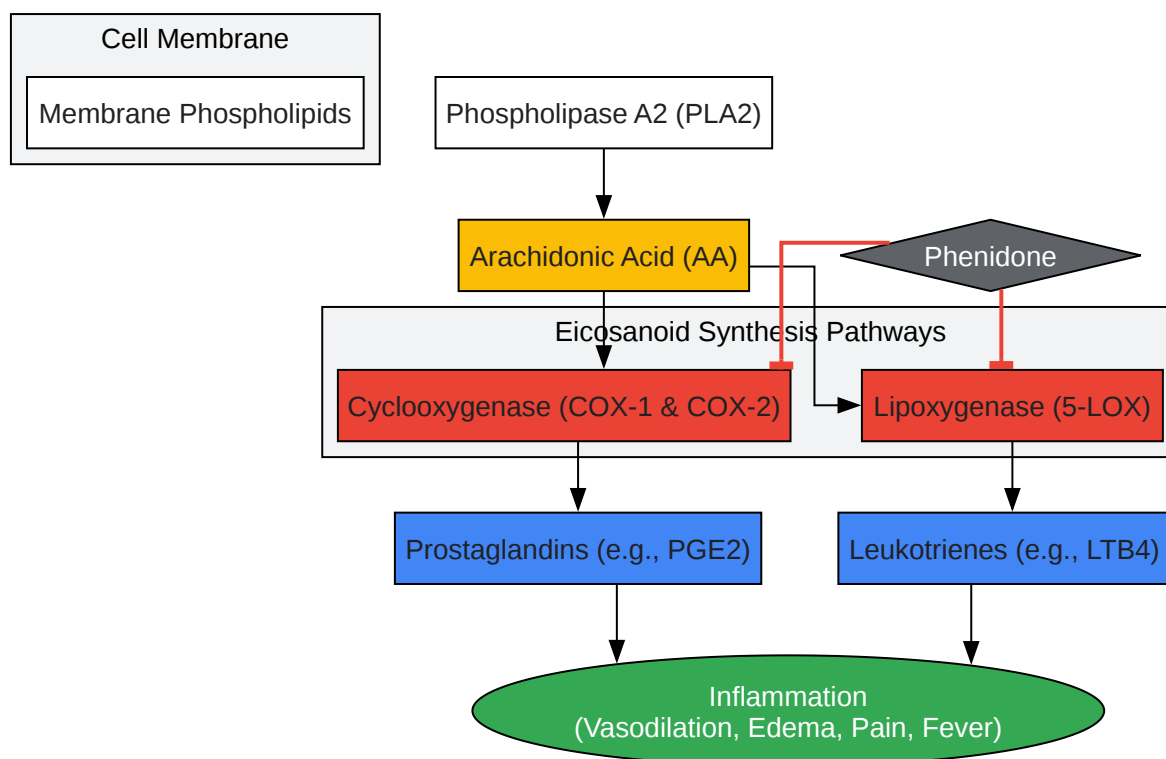 Cell Membrane
Membrane Phospholipids
Phospholipase A2 (PLA2)
Arachidonic Acid (AA)
Phenidone
Eicosanoid Synthesis Pathways
Cyclooxygenase (COX-1 & COX-2)
Lipoxygenase (5-LOX)
Prostaglandins (e.g., PGE2)
Leukotrienes (e.g., LTB4)
Inflammation
(Vasodilation, Edema, Pain, Fever)